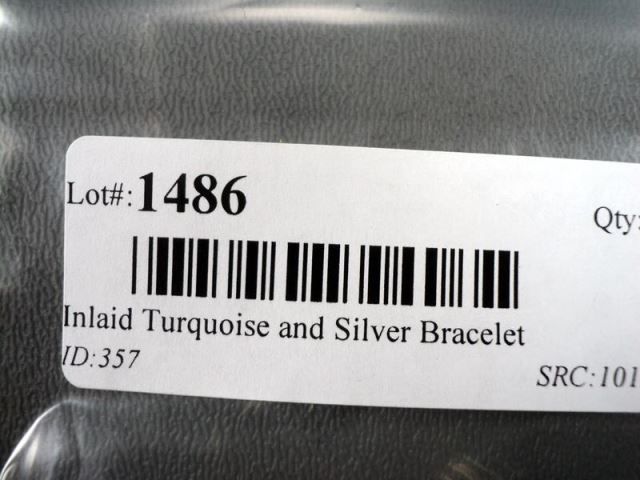 Lot#:1486
Qty:
Inlaid Turquoise and Silver Bracelet
ID:357
SRC:101